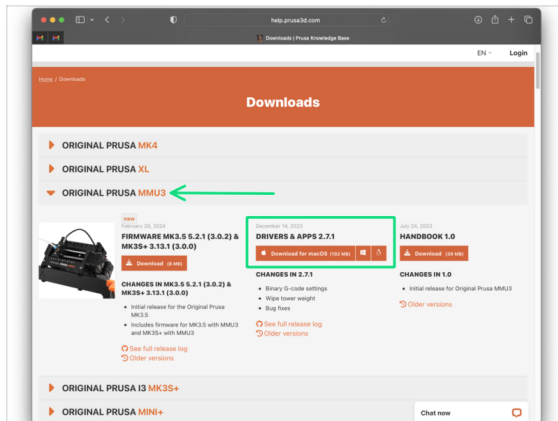 help.prusa3d.com
Downloads | Prusa Knowledge Base
EN
Login
Home / Downloads
Downloads
ORIGINAL PRUSA MK4
ORIGINAL PRUSA XL
ORIGINAL PRUSA MMU3
new
February 28, 2024
FIRMWARE MK3.5 5.2.1 (3.0.2) &
MK3S+ 3.13.1 (3.0.0)
Download (8 MB)
CHANGES IN MK3.5 5.2.1 (3.0.2) &
MK3S+ 3.13.1 (3.0.0)
Initial release for the Original Prusa
MK3.5
Includes firmware for MK3.5 with MMU3
and MK3S+ with MMU3
See full release log
Older versions
December 14, 2023
DRIVERS & APPS 2.7.1
Download for macOS (102 MB)
CHANGES IN 2.7.1
Binary G-code settings
Wipe tower weight
Bug fixes
See full release log
Older versions
HANDBOOK 1.0
Download
CHANGES IN 1.0
Initial release for Original Prusa MMU3
Older versions
ORIGINAL PRUSA I3 MK3S+
ORIGINAL PRUSA MINI+
Chat now